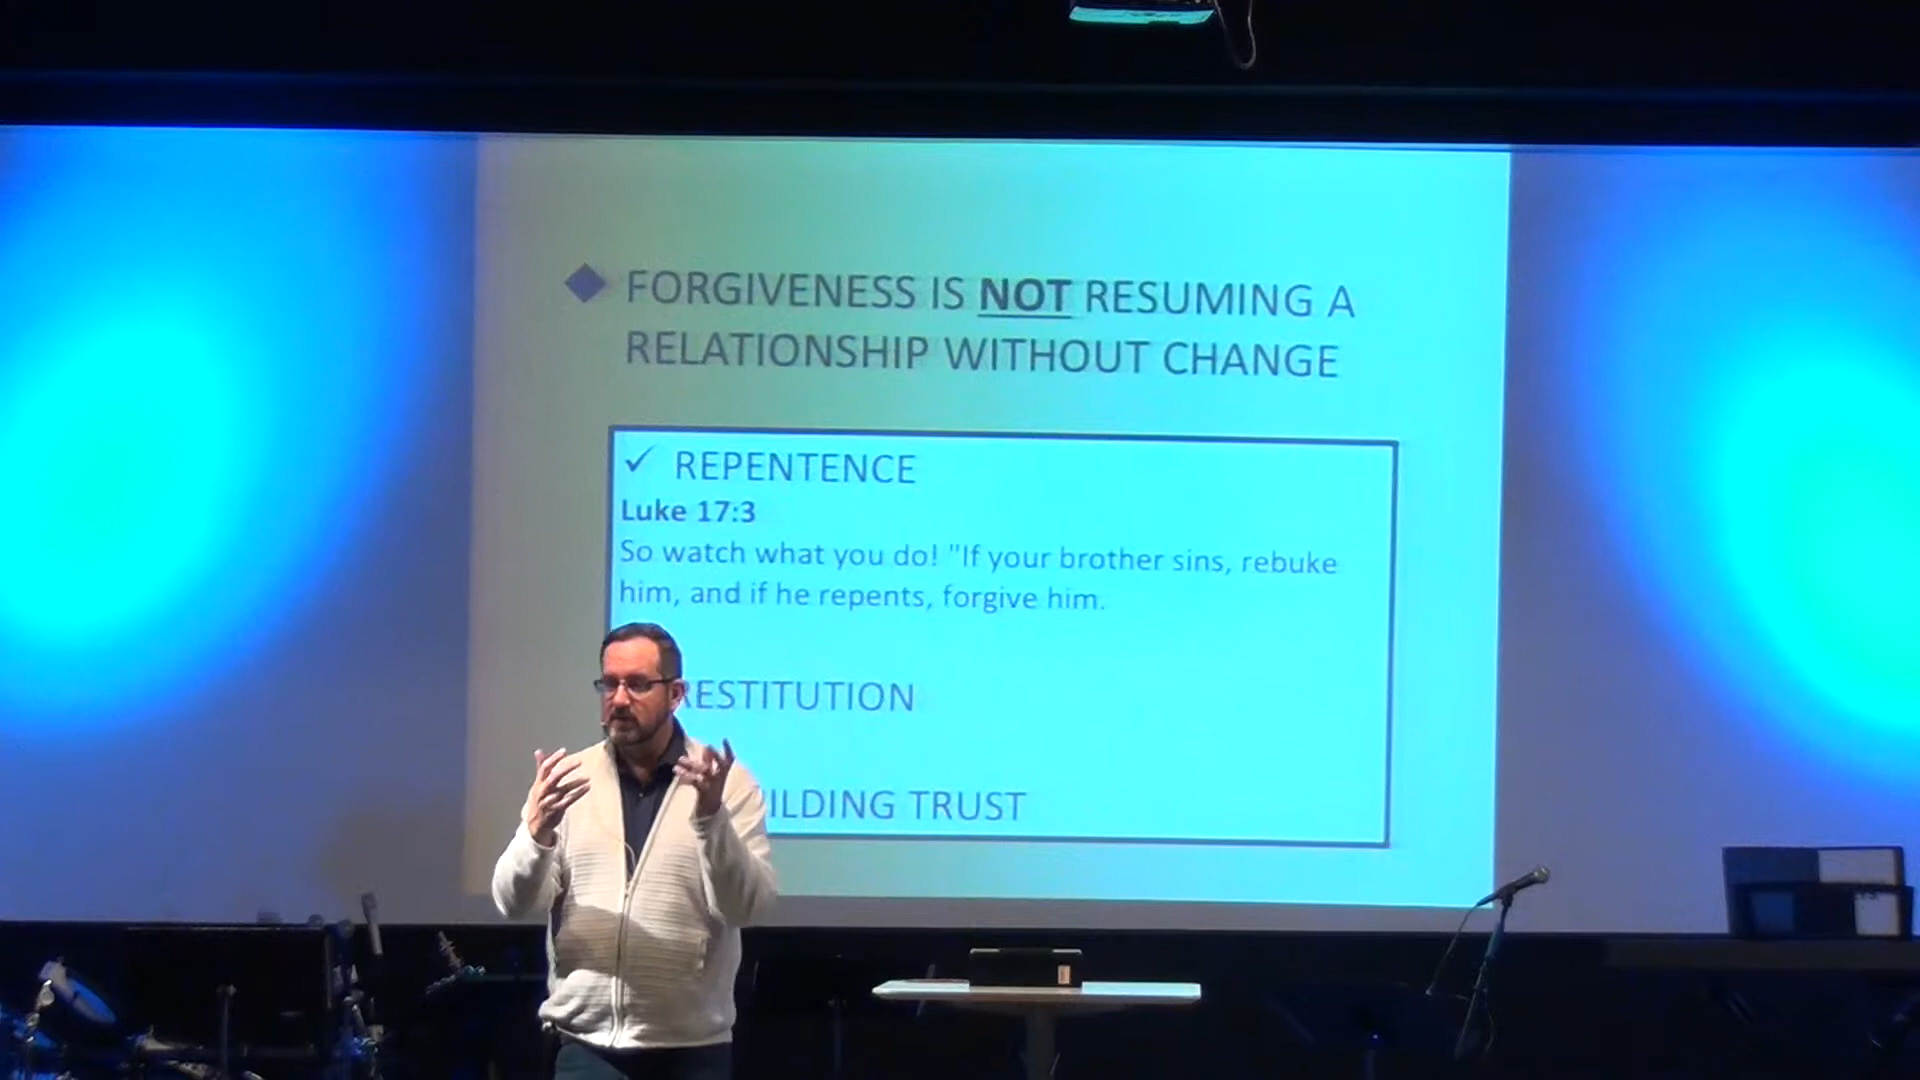 FORGIVENESS IS NOT RESUMING A
RELATIONSHIP WITHOUT CHANGE
✓ REPENTENCE
Luke 17:3
So watch what you do! "If your brother sins, rebuke
him, and if he repents, forgive him.
RESTITUTION
ILDING TRUST